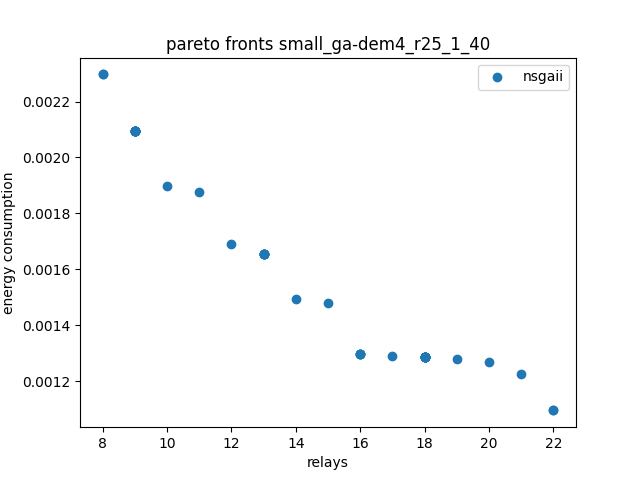 pareto fronts small_ga-dem4_r25_1_40
nsgaii
energy consumption
0.0022
0.0020
0.0018
0.0016
0.0014
0.0012
8 10 12 14 16 18 20 22
relays